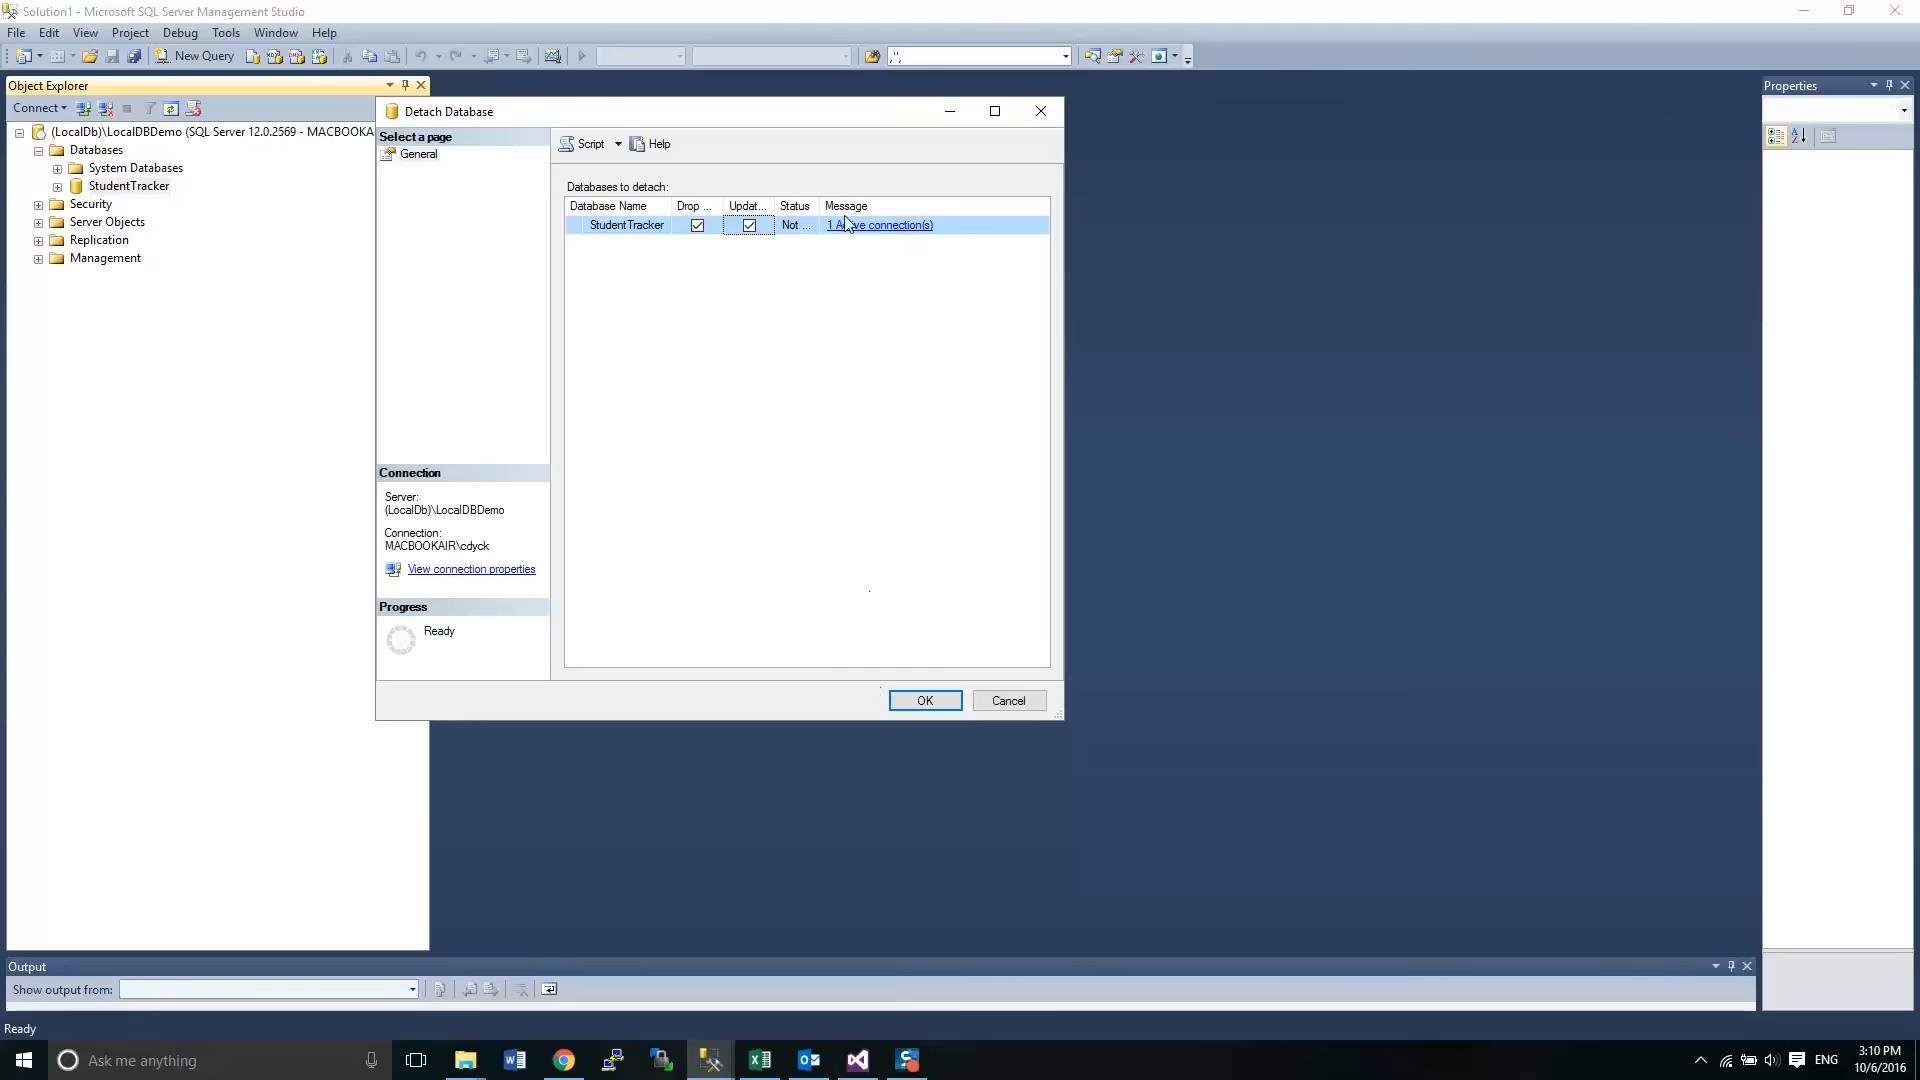 Solution1 - Microsoft SQL Server Management Studio
File Edit View Project Debug Tools Window Help
New Query
Object Explorer
Connect
(LocalDb)\LocalDBDemo (SQL Server 12.0.2569 - MACBOOKA
Databases
System Databases
StudentTracker
Security
Server Objects
Replication
Management
Detach Database
Select a page
General
Script
Help
Databases to detach:
Database Name Drop ... Updat... Status Message
StudentTracker Not ... 1 Active connection(s)
Connection
Server:
(LocalDb)\LocalDBDemo
Connection:
MACBOOKAIR\cdyck
View connection properties
Progress
Ready
OK Cancel
Properties
Output
Show output from:
Ready
Ask me anything
ENG
3:10 PM
10/6/2016